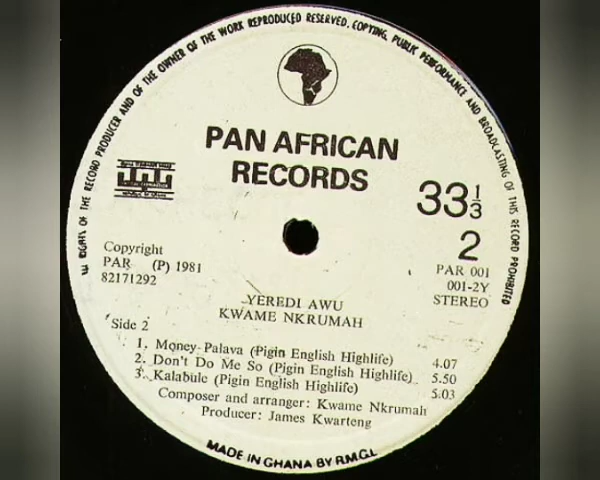 ALL RIGHTS OF THE RECORD PRODUCER AND OF THE OWNER OF THE WORK REPRODUCED RESERVED. COPYING, PUBLIC PERFORMANCE AND BROADCASTING OF THIS RECORD PROHIBITED
PAN AFRICAN
RECORDS
33 1/3
2
Copyright
PAR (P) 1981
82171292
PAR 001
001-2Y
STEREO
YEREDI AWU
KWAME NKRUMAH
Side 2
1. Money Palava (Pigin English Highlife) 4.07
2. Don't Do Me So (Pigin English Highlife) 5.50
3. Kalabule (Pigin English Highlife) 5.03
Composer and arranger: Kwame Nkrumah
Producer: James Kwarteng
MADE IN GHANA BY R.M.G.L